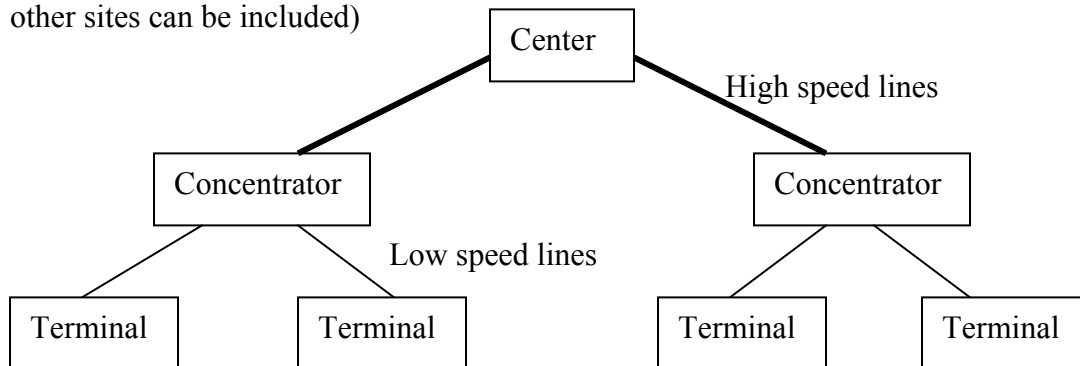 other sites can be included)
Center
High speed lines
Concentrator
Concentrator
Low speed lines
Terminal
Terminal
Terminal
Terminal